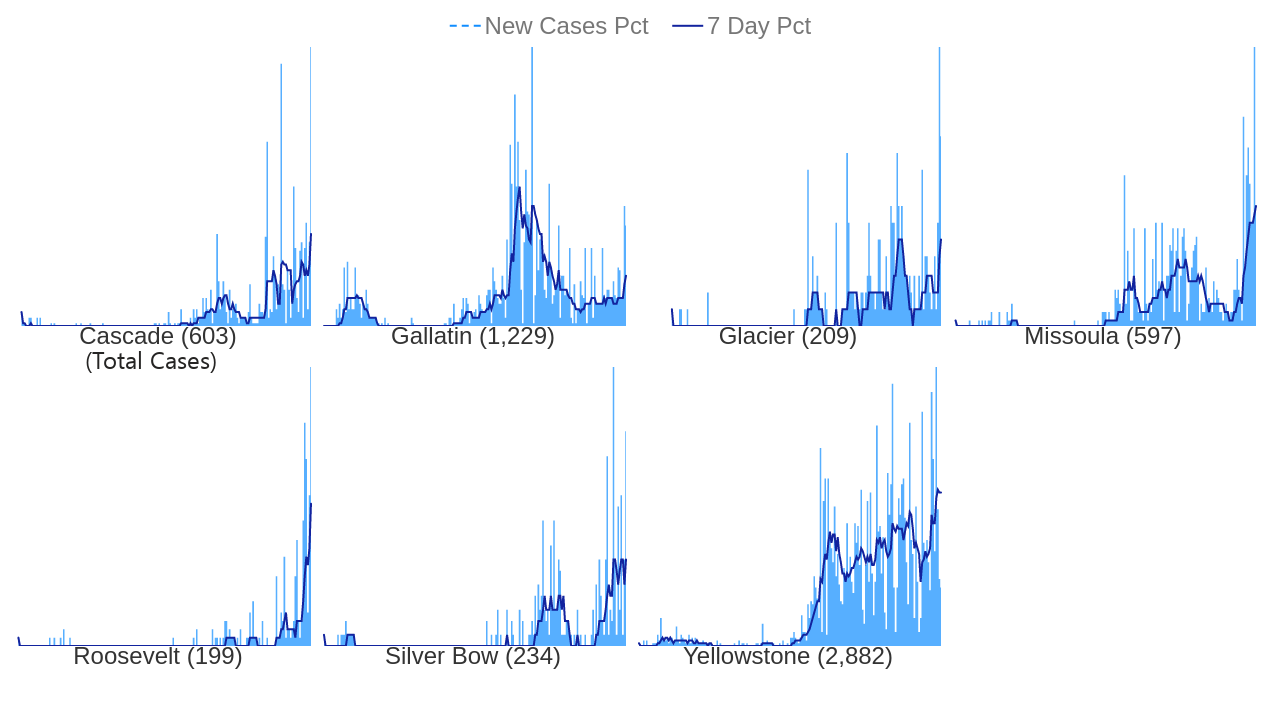 New Cases Pct 7 Day Pct
Cascade (603) Gallatin (1,229) Glacier (209) Missoula (597)
(Total Cases)
Roosevelt (199) Silver Bow (234) Yellowstone (2,882)